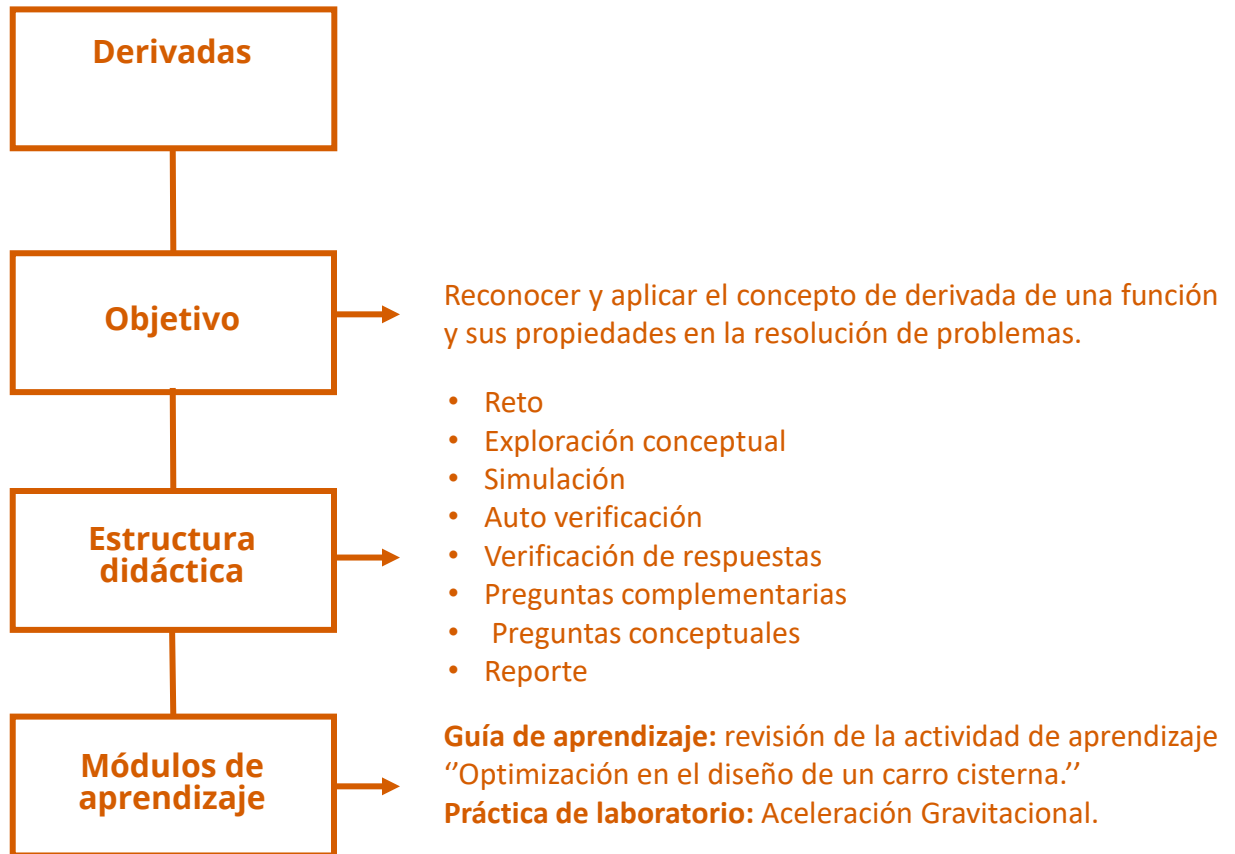 Derivadas
Objetivo
Reconocer y aplicar el concepto de derivada de una función
y sus propiedades en la resolución de problemas.
Estructura
didáctica
• Reto
• Exploración conceptual
• Simulación
• Auto verificación
• Verificación de respuestas
• Preguntas complementarias
• Preguntas conceptuales
• Reporte
Módulos de
aprendizaje
Guía de aprendizaje: revisión de la actividad de aprendizaje
‘’Optimización en el diseño de un carro cisterna.’’
Práctica de laboratorio: Aceleración Gravitacional.